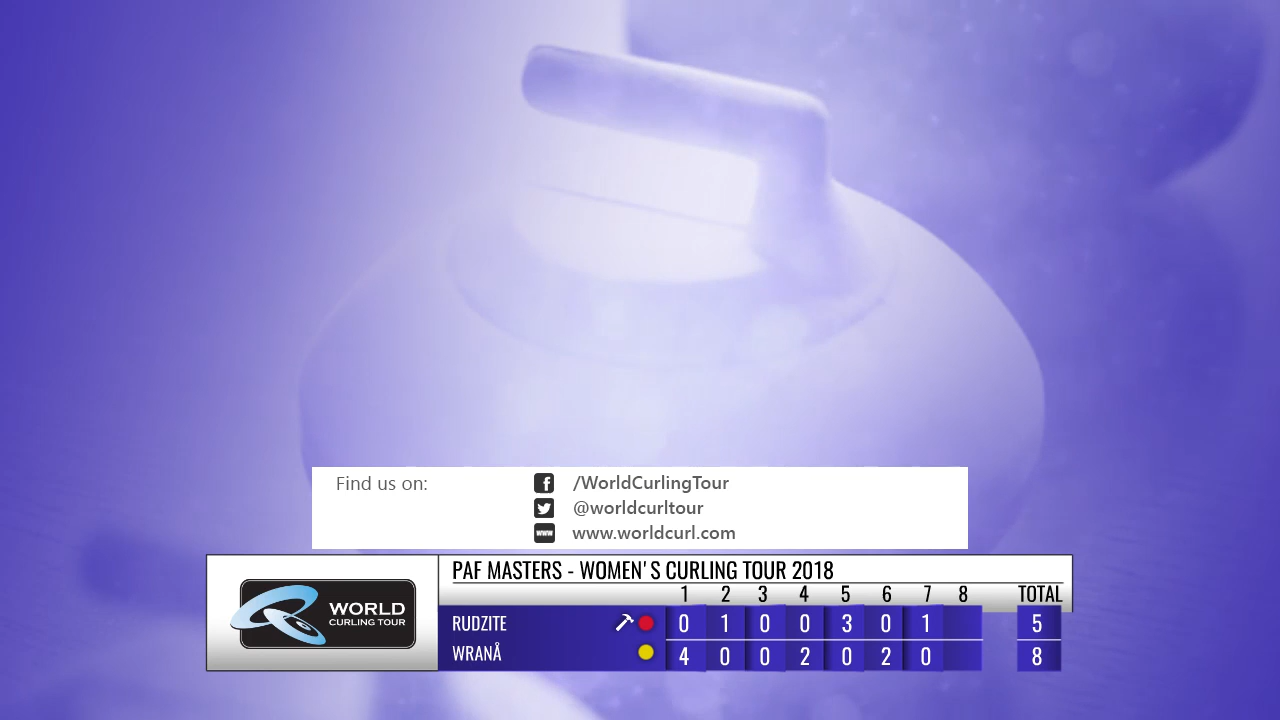 Find us on:
/WorldCurlingTour
@worldcurltour
www
www.worldcurl.com
PAF MASTERS - WOMEN'S CURLING TOUR 2018
1 2 3 4 5 6 7 8 TOTAL
WORLD
CURLING TOUR
RUDZITE 0 1 0 0 3 0 1 5
WRANÅ 4 0 0 2 0 2 0 8